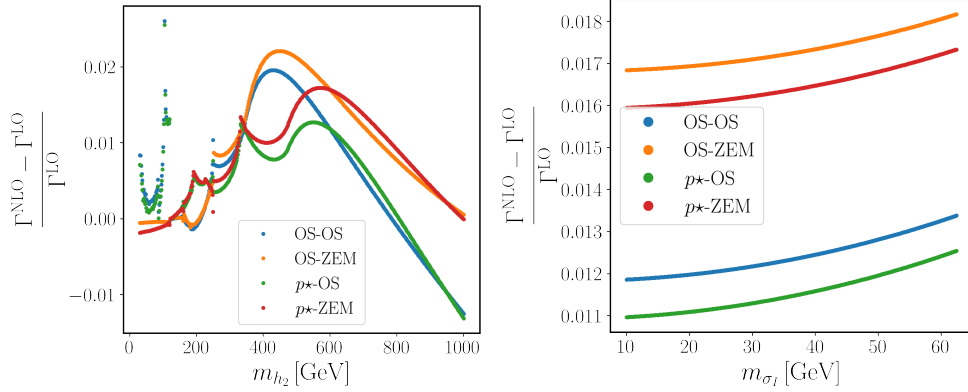 Γ^NLO − Γ^LO
Γ^LO
0.02
0.01
0.00
−0.01
OS-OS
OS-ZEM
p⋆-OS
p⋆-ZEM
0 200 400 600 800 1000
m_{h_2} [GeV]
Γ^NLO − Γ^LO
Γ^LO
0.018
0.017
0.016
0.015
0.014
0.013
0.012
0.011
OS-OS
OS-ZEM
p⋆-OS
p⋆-ZEM
10 20 30 40 50 60
m_{σ_I} [GeV]